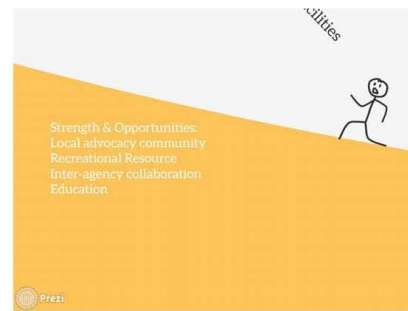 cilities
Strength & Opportunities:
Local advocacy community
Recreational Resource
Inter-agency collaboration
Education
Prezi